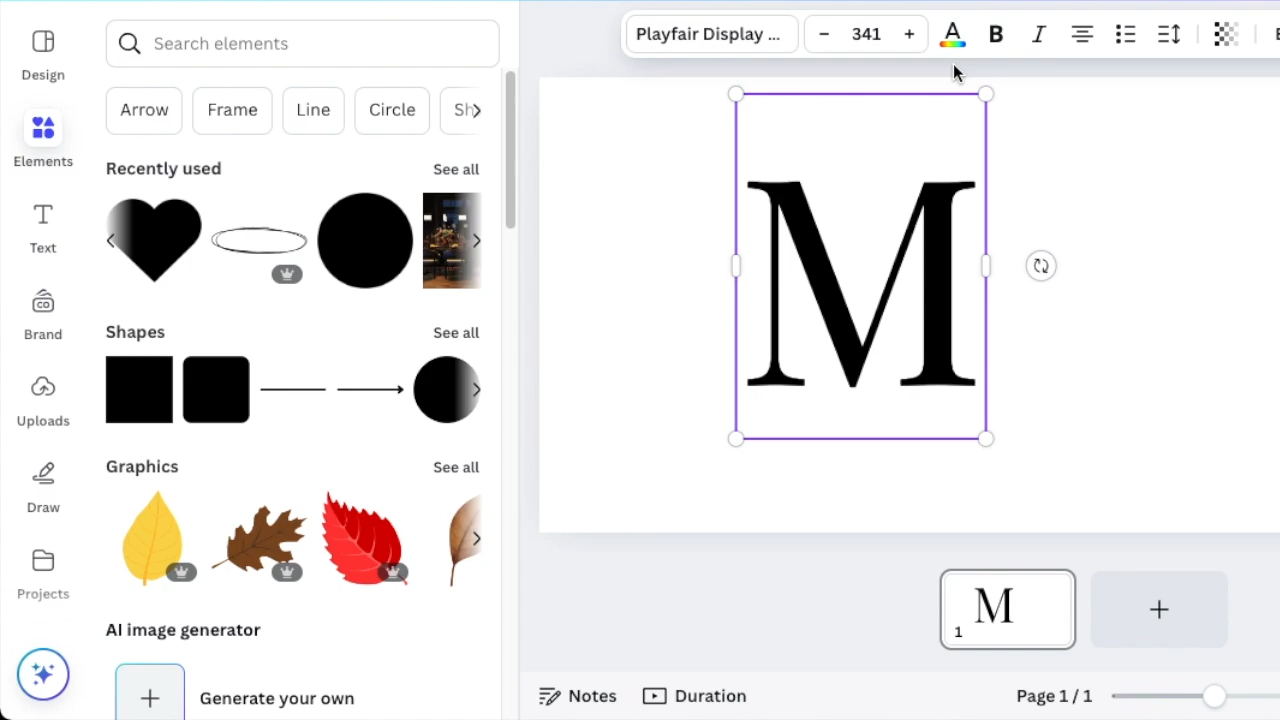 Design
Elements
Text
Brand
CO
Uploads
Draw
Projects
Search elements
Arrow
Frame
Line
Circle
Sh
Recently used
See all
Shapes
See all
Graphics
See all
AI image generator
Generate your own
Playfair Display ...
– 341 +
A
B
I
M
M
1
Notes
Duration
Page 1 / 1